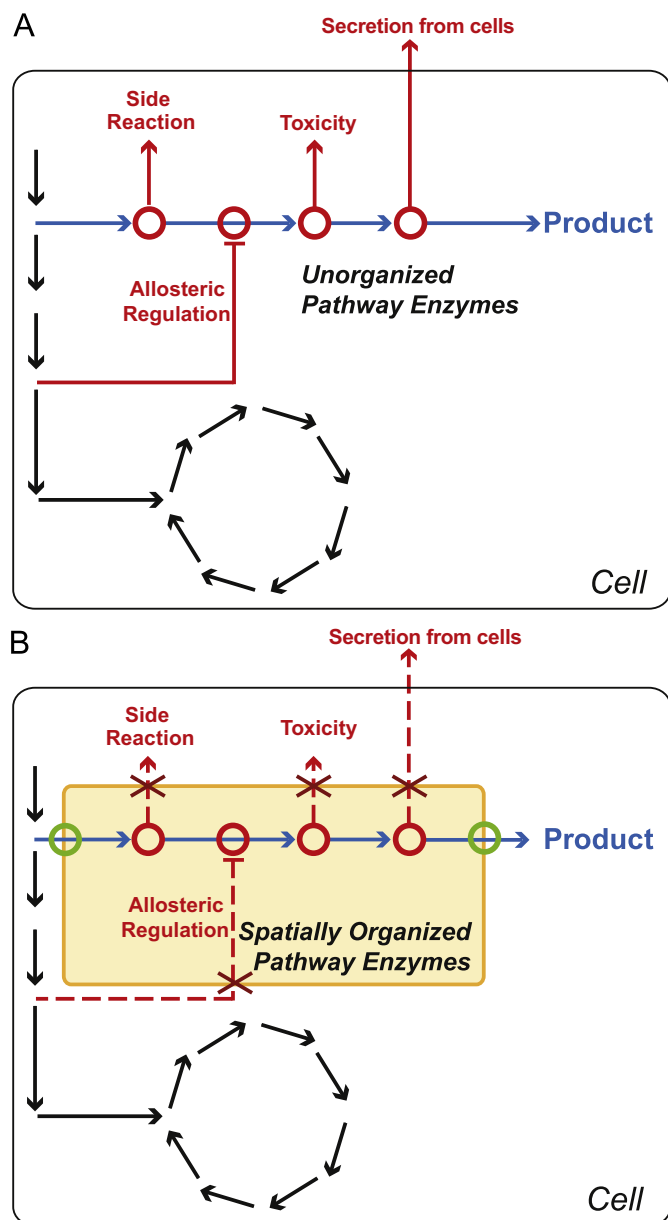 A
Secretion from cells
Side
Reaction
Toxicity
Product
Allosteric
Regulation
Unorganized
Pathway Enzymes
Cell
B
Secretion from cells
Side
Reaction
Toxicity
Product
Allosteric
Regulation
Spatially Organized
Pathway Enzymes
Cell